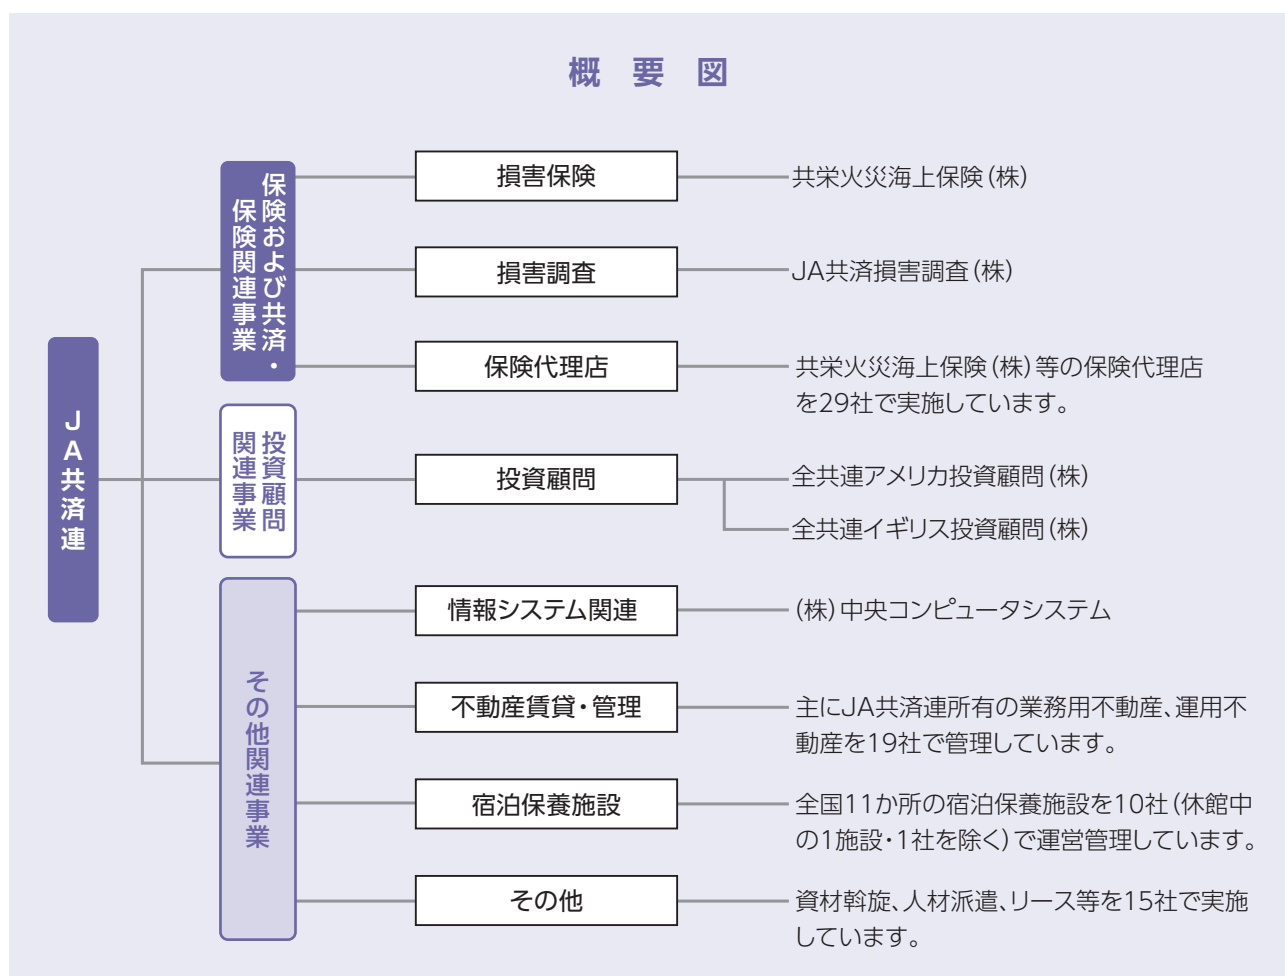 概要図
JA共済連
保険および共済・
保険関連事業
損害保険
共栄火災海上保険(株)
損害調査
JA共済損害調査(株)
保険代理店
共栄火災海上保険(株)等の保険代理店
を29社で実施しています。
投資顧問
関連事業
投資顧問
全共連アメリカ投資顧問(株)
全共連イギリス投資顧問(株)
その他関連事業
情報システム関連
(株)中央コンピュータシステム
不動産賃貸・管理
主にJA共済連所有の業務用不動産、運用不
動産を19社で管理しています。
宿泊保養施設
全国11か所の宿泊保養施設を10社(休館中
の1施設・1社を除く)で運営管理しています。
その他
資材斡旋、人材派遣、リース等を15社で実施
しています。